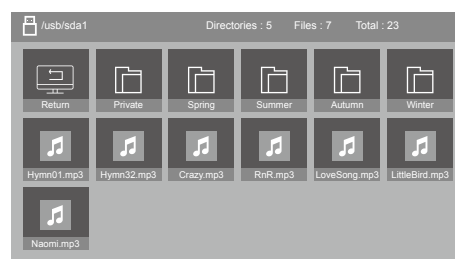 /usb/sda1 Directories : 5 Files : 7 Total : 23
Return Private Spring Summer Autumn Winter
Hymn01.mp3 Hymn32.mp3 Crazy.mp3 RnR.mp3 LoveSong.mp3 LittleBird.mp3
Naomi.mp3